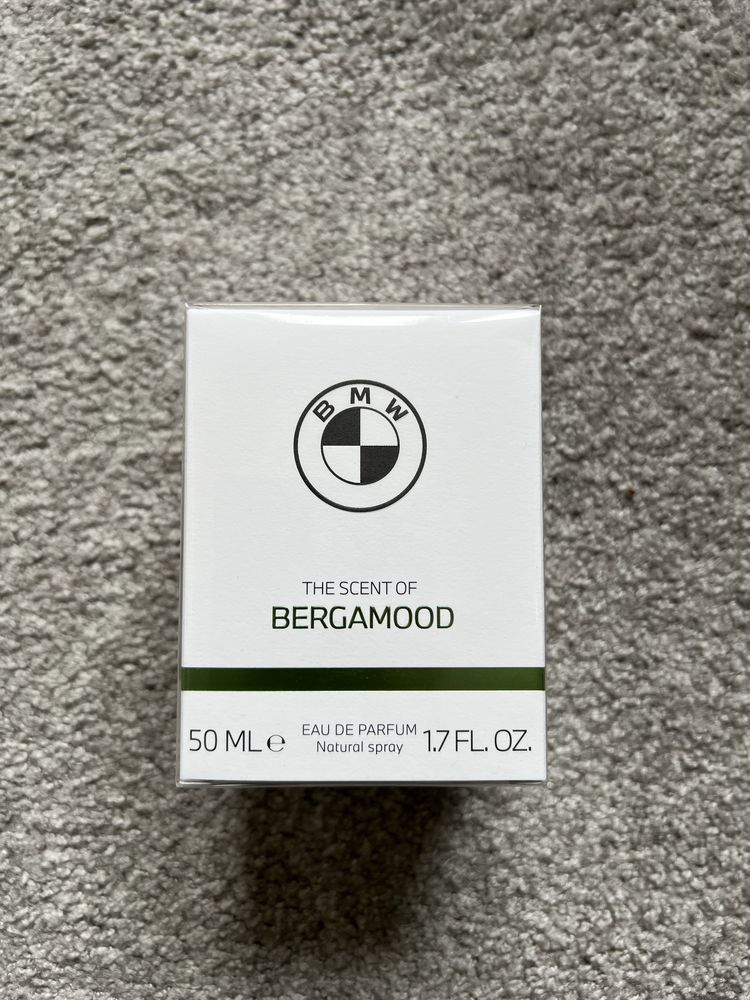 BMW
THE SCENT OF
BERGAMOOD
50 ML ℮ EAU DE PARFUM 1.7 FL. OZ.
Natural spray